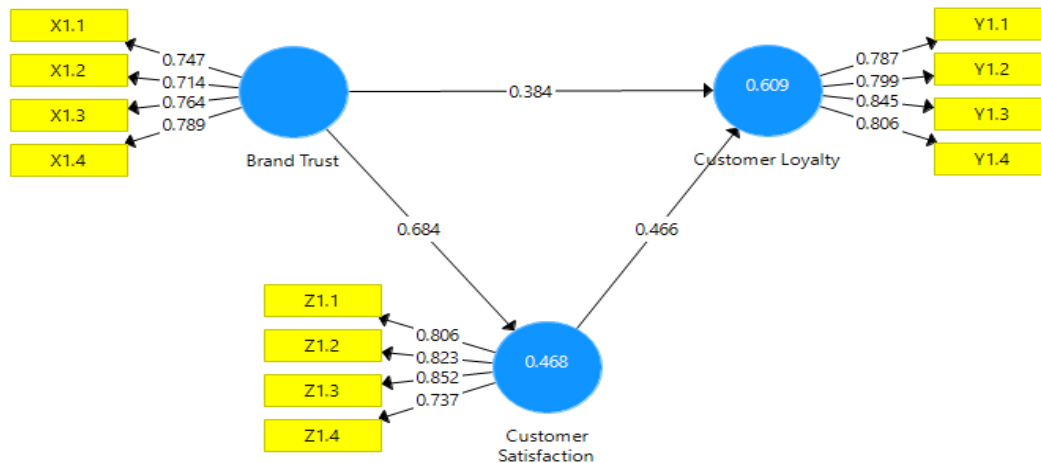 X1.1
X1.2
X1.3
X1.4
0.747
0.714
0.764
0.789
Brand Trust
0.384
0.609
Customer Loyalty
0.787
0.799
0.845
0.806
Y1.1
Y1.2
Y1.3
Y1.4
0.684
0.466
Z1.1
Z1.2
Z1.3
Z1.4
0.806
0.823
0.852
0.737
0.468
Customer
Satisfaction